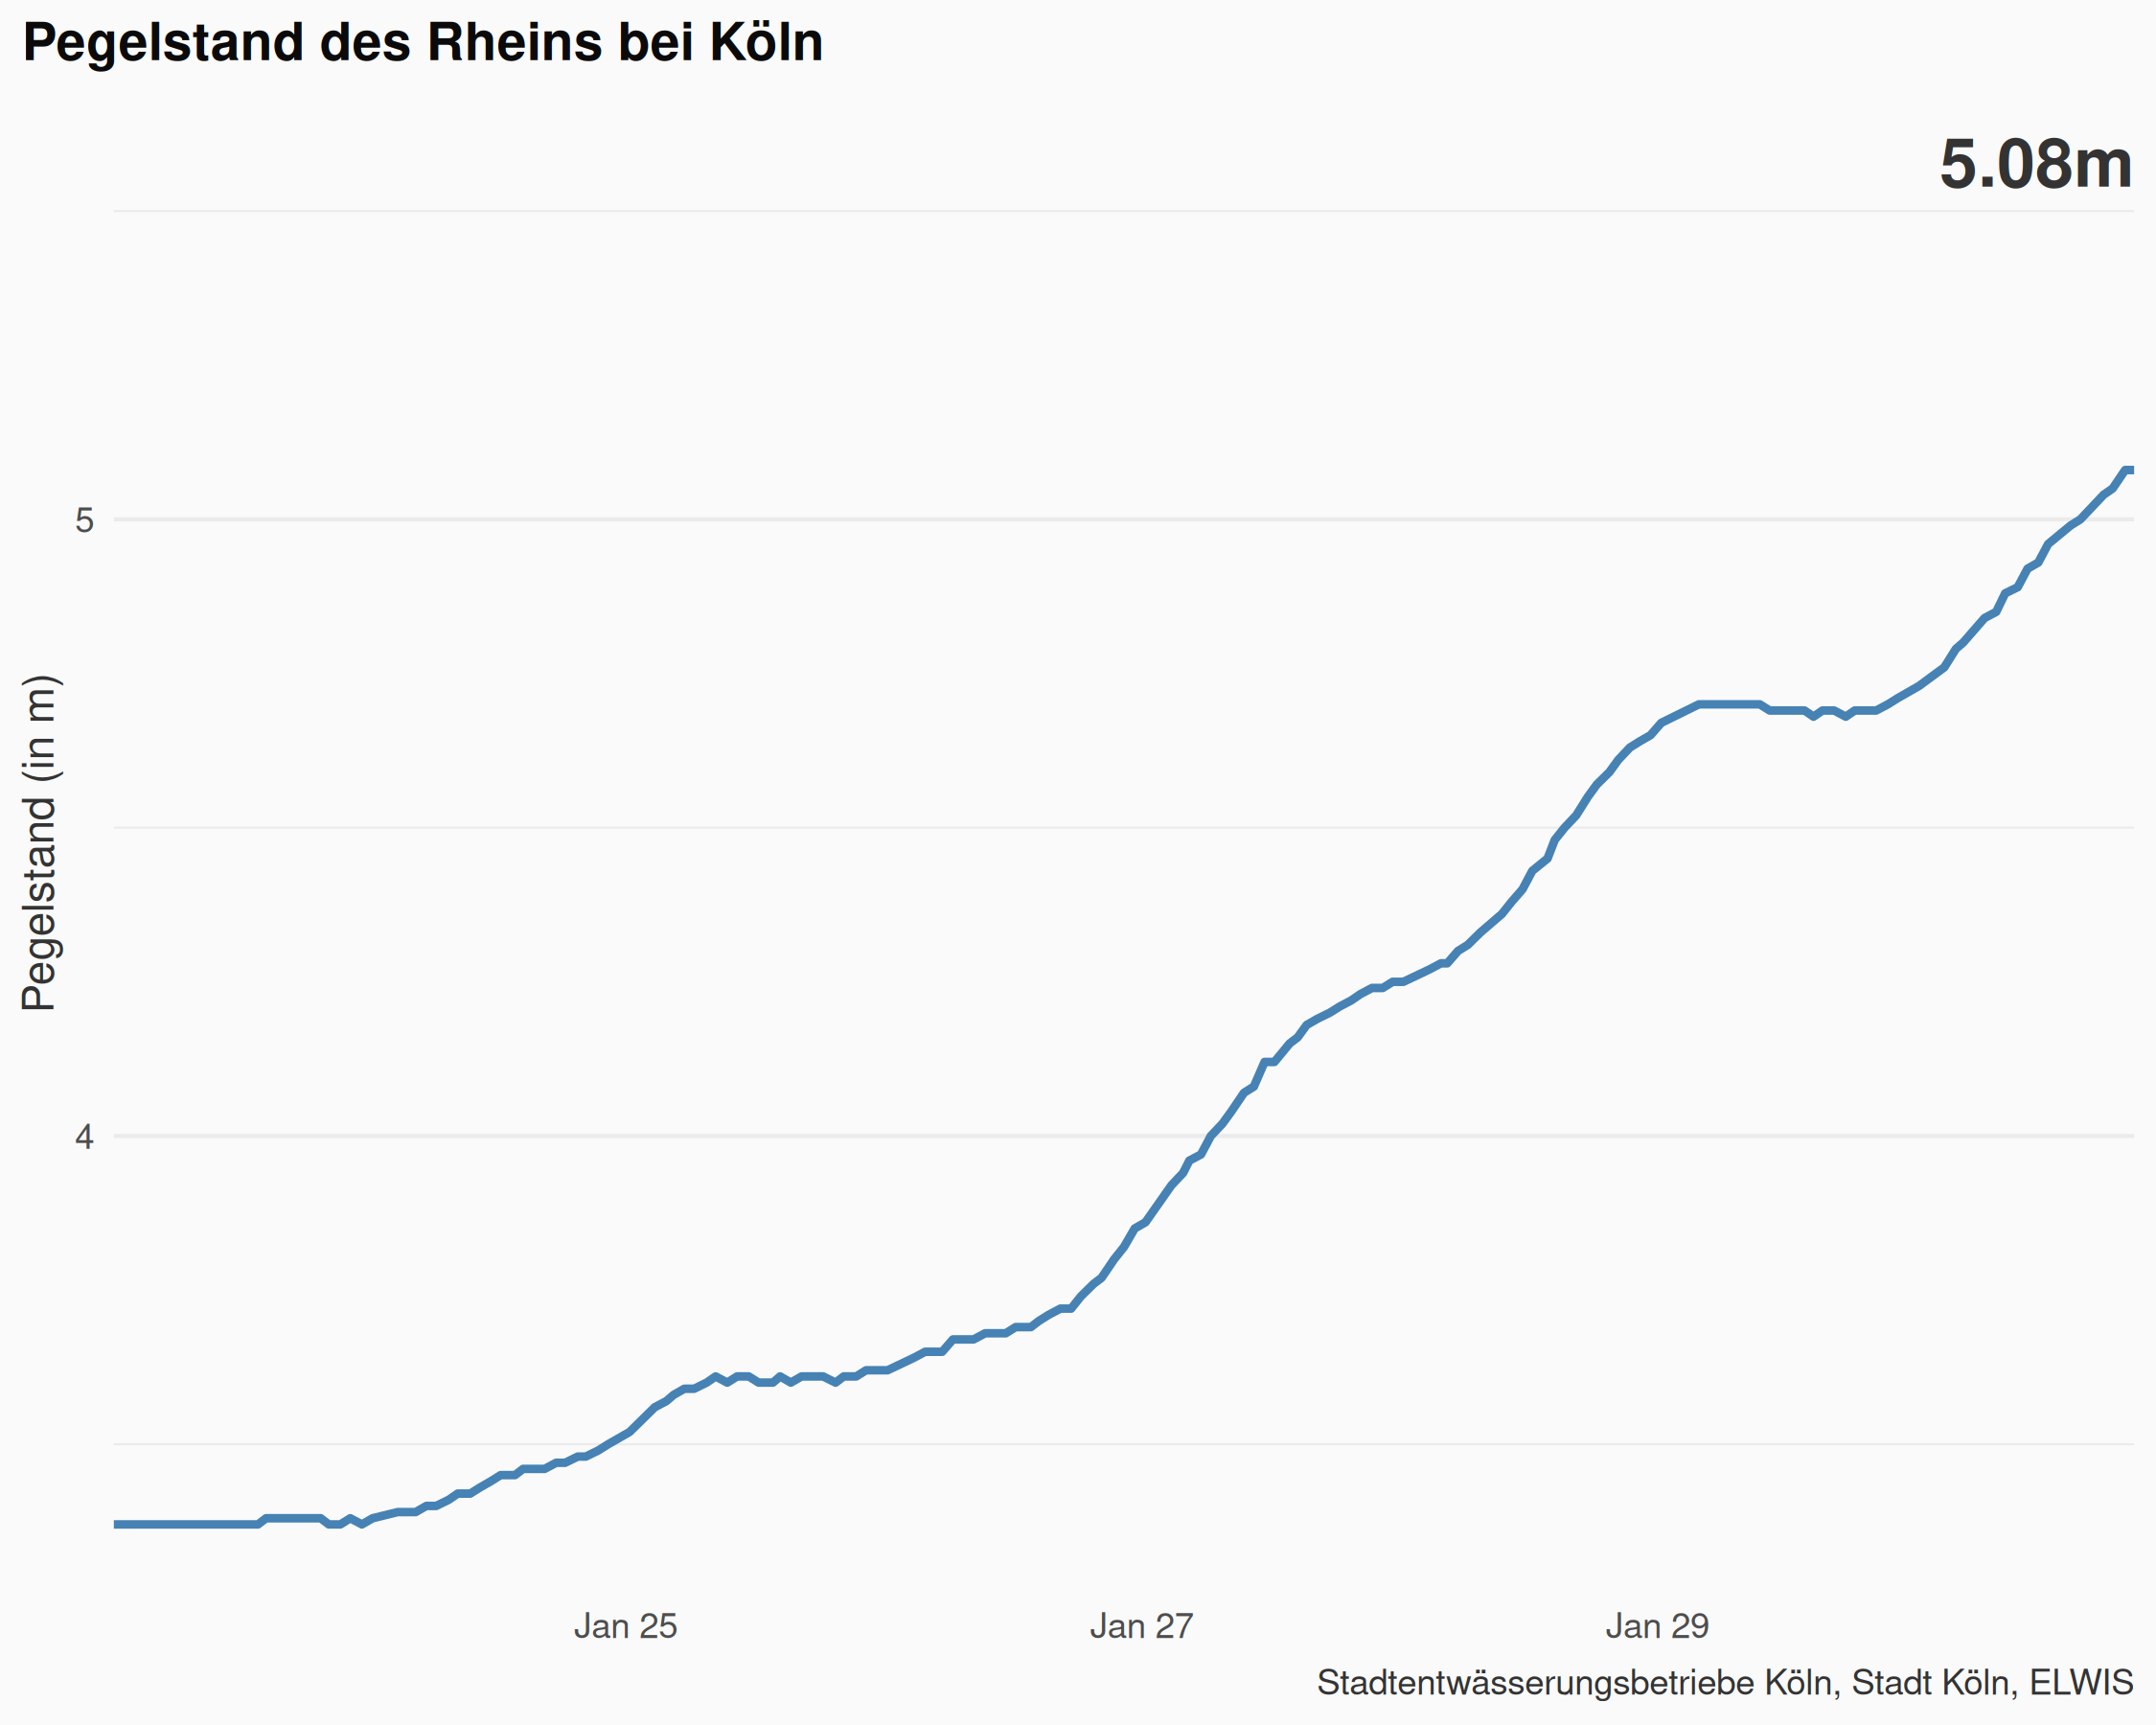 Pegelstand des Rheins bei Köln
5.08m
Pegelstand (in m)
5
4
Jan 25
Jan 27
Jan 29
Stadtentwässerungsbetriebe Köln, Stadt Köln, ELWIS